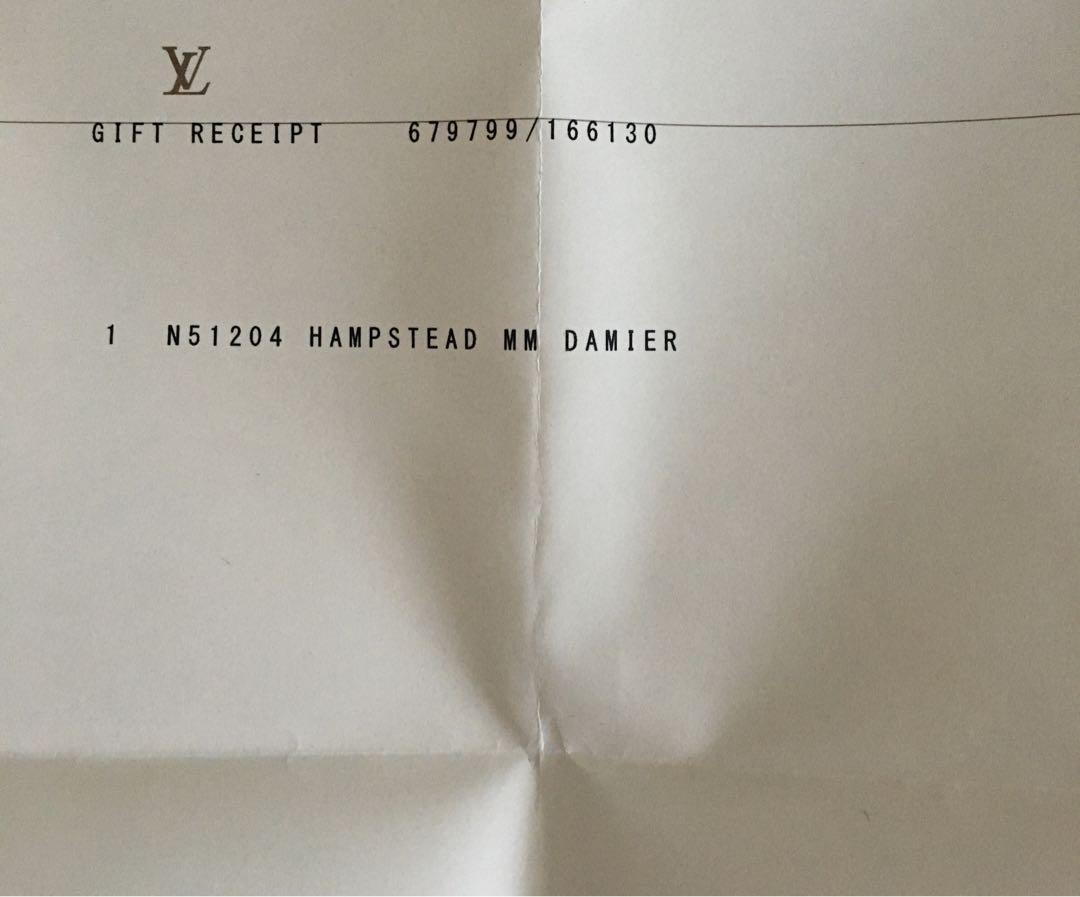 LV
GIFT RECEIPT 679799/166130
1 N51204 HAMPSTEAD MM DAMIER